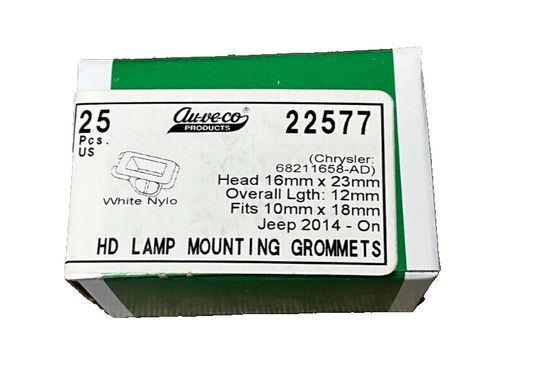 25
Pcs.
US
au-ve-co®
PRODUCTS
22577
(Chrysler:
68211658-AD)
Head 16mm x 23mm
Overall Lgth: 12mm
Fits 10mm x 18mm
Jeep 2014 - On
White Nylo
HD LAMP MOUNTING GROMMETS